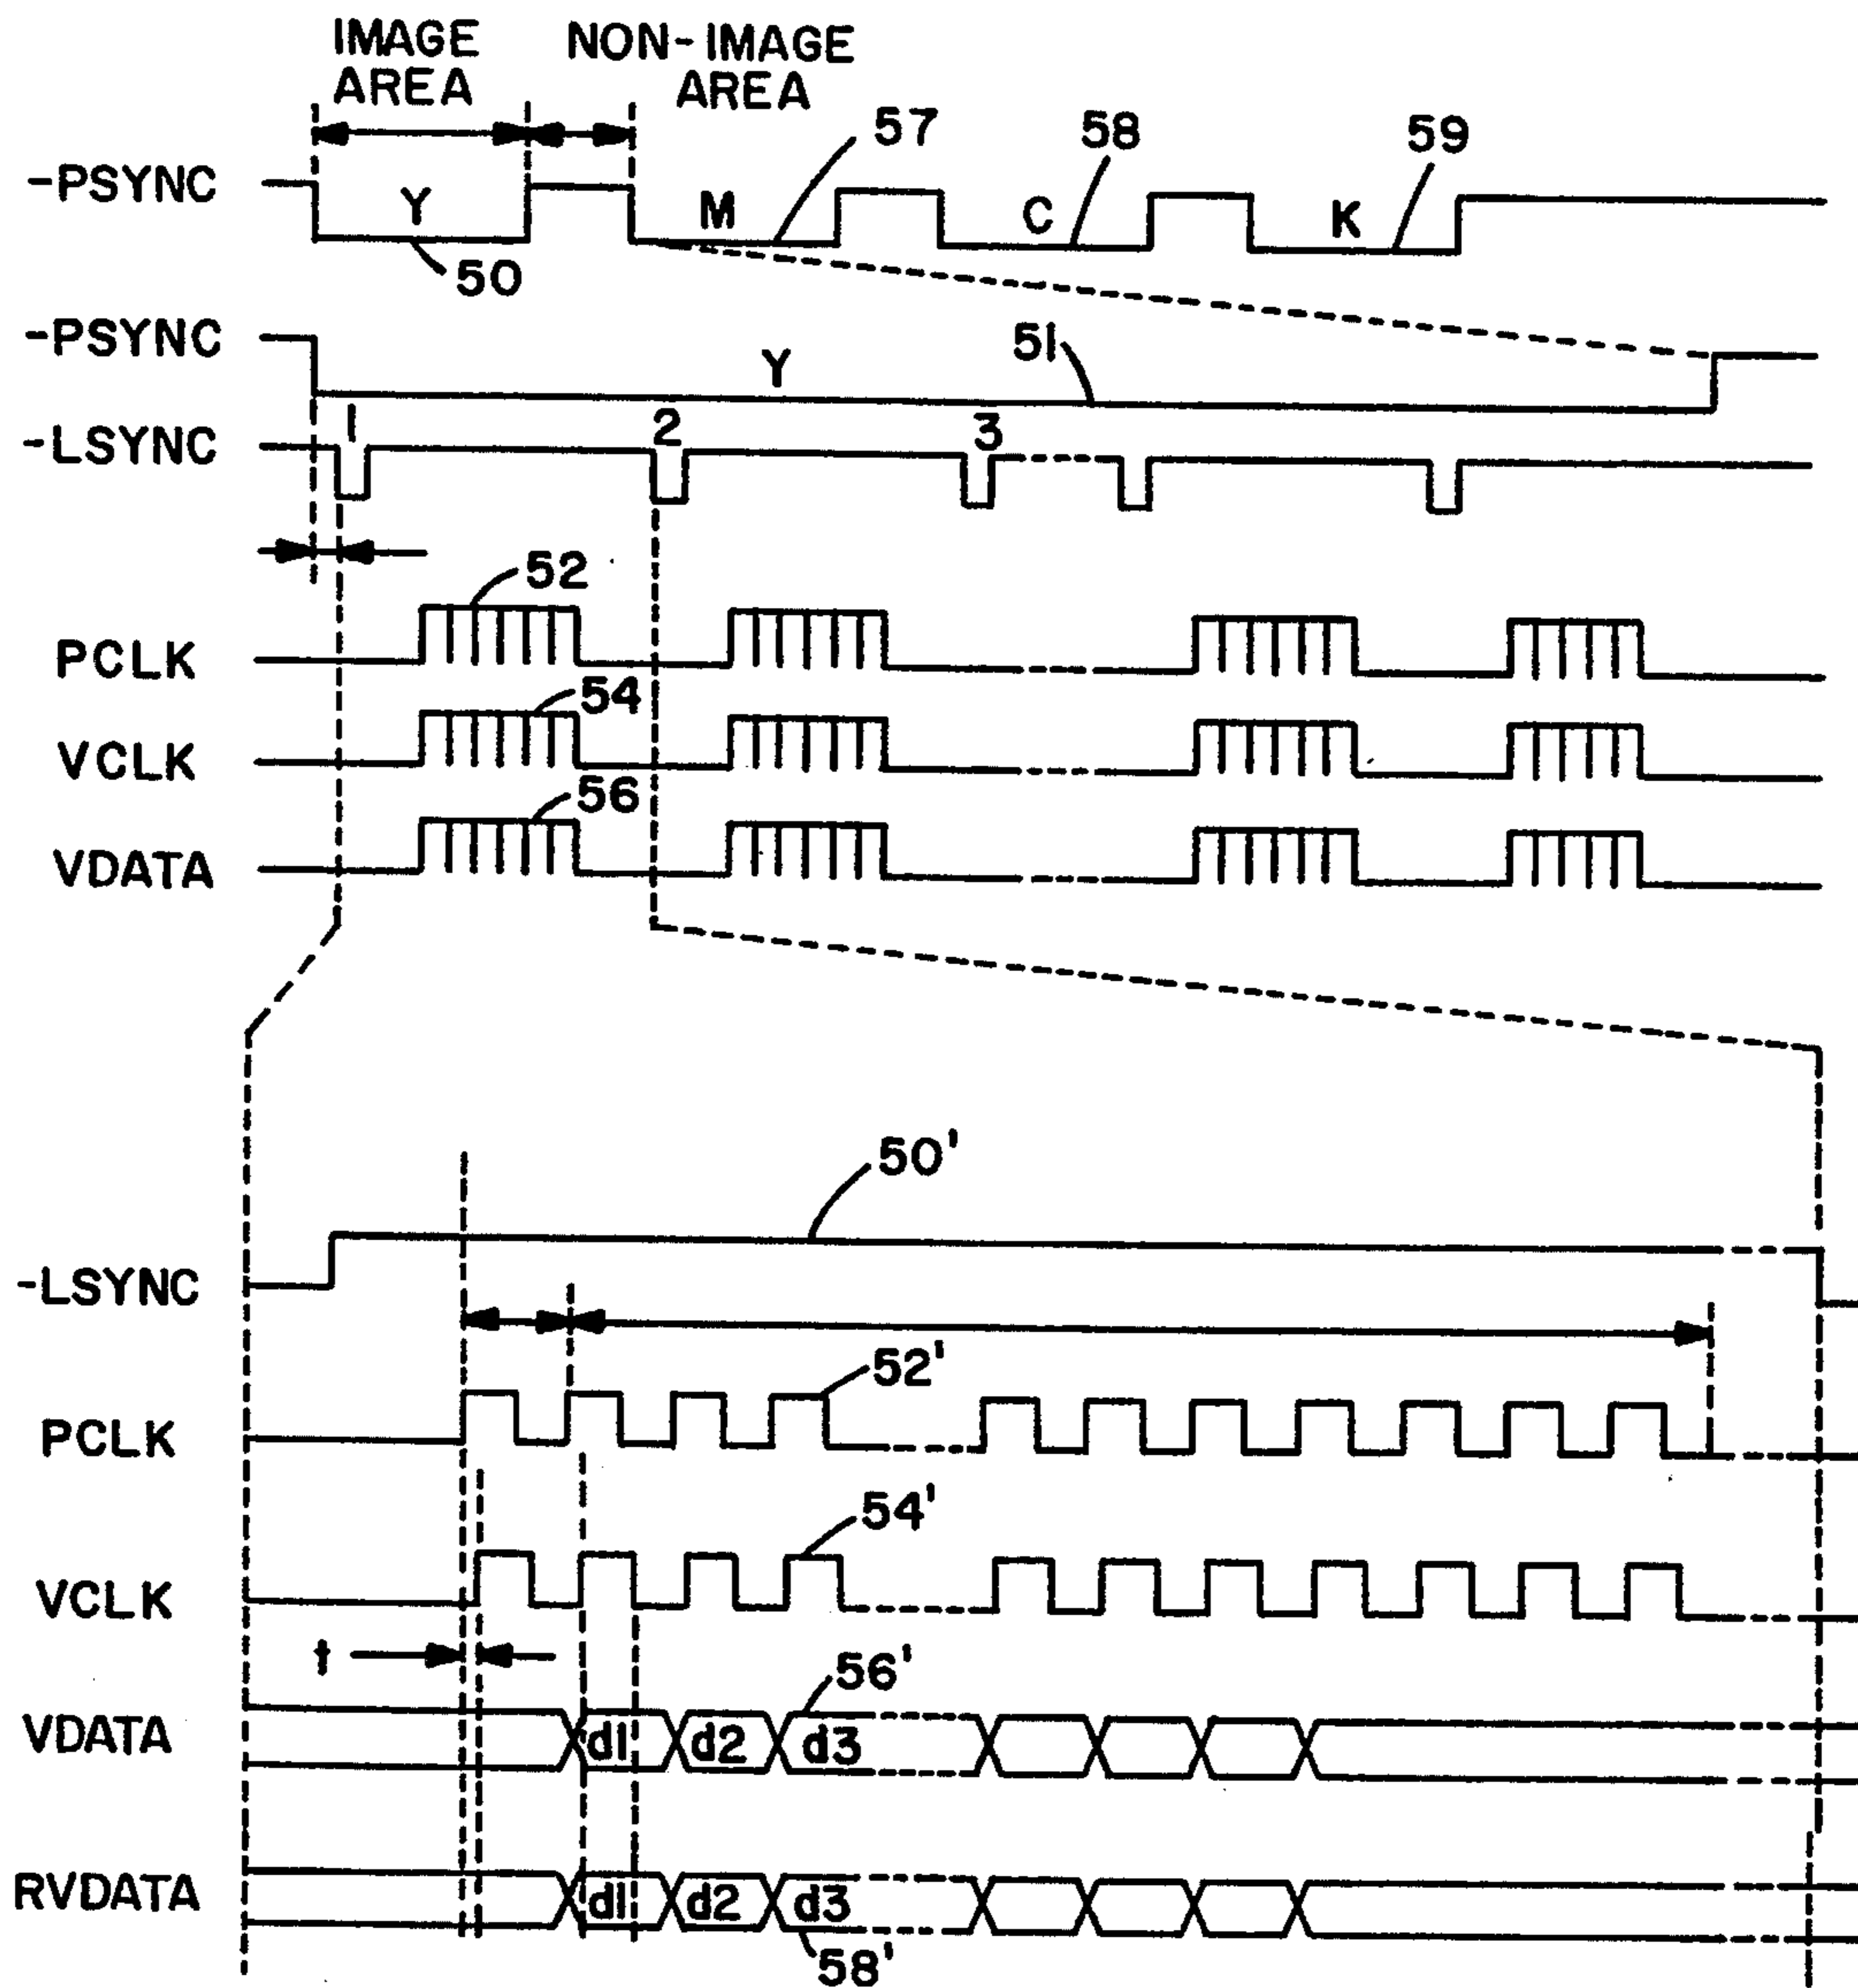 IMAGE AREA
NON-IMAGE AREA
57
58
59
-PSYNC
Y
M
C
K
50
-PSYNC
Y
51
-LSYNC
1
2
3
52
PCLK
54
VCLK
56
VDATA
50'
-LSYNC
52'
PCLK
54'
VCLK
t
56'
VDATA
d1
d2
d3
RVDATA
d1
d2
d3
58'